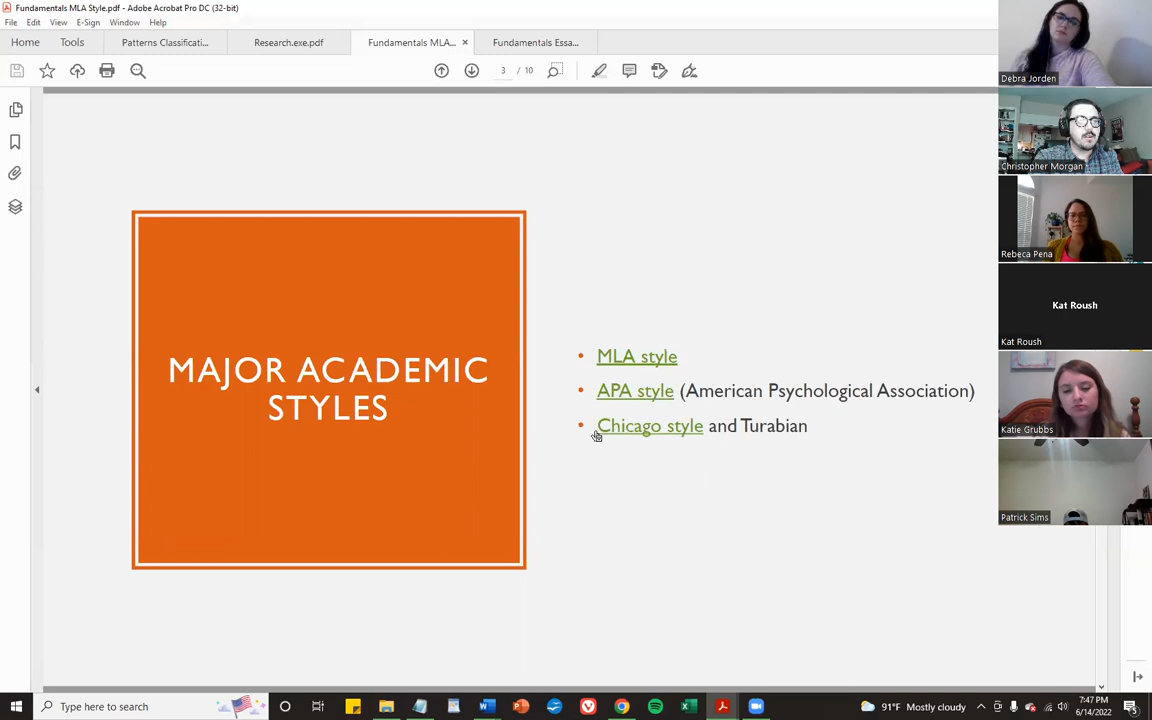 Fundamentals MLA Style.pdf - Adobe Acrobat Pro DC (32-bit)
File Edit View E-Sign Window Help
Home Tools Patterns Classificati... Research.exe.pdf Fundamentals MLA... × Fundamentals Essa...
3 / 10
MAJOR ACADEMIC
STYLES
• MLA style
• APA style (American Psychological Association)
• Chicago style and Turabian
Debra Jorden
Christopher Morgan
Rebeca Pena
Kat Roush
Kat Roush
Katie Grubbs
Patrick Sims
Type here to search
91°F Mostly cloudy
7:47 PM
6/14/2022